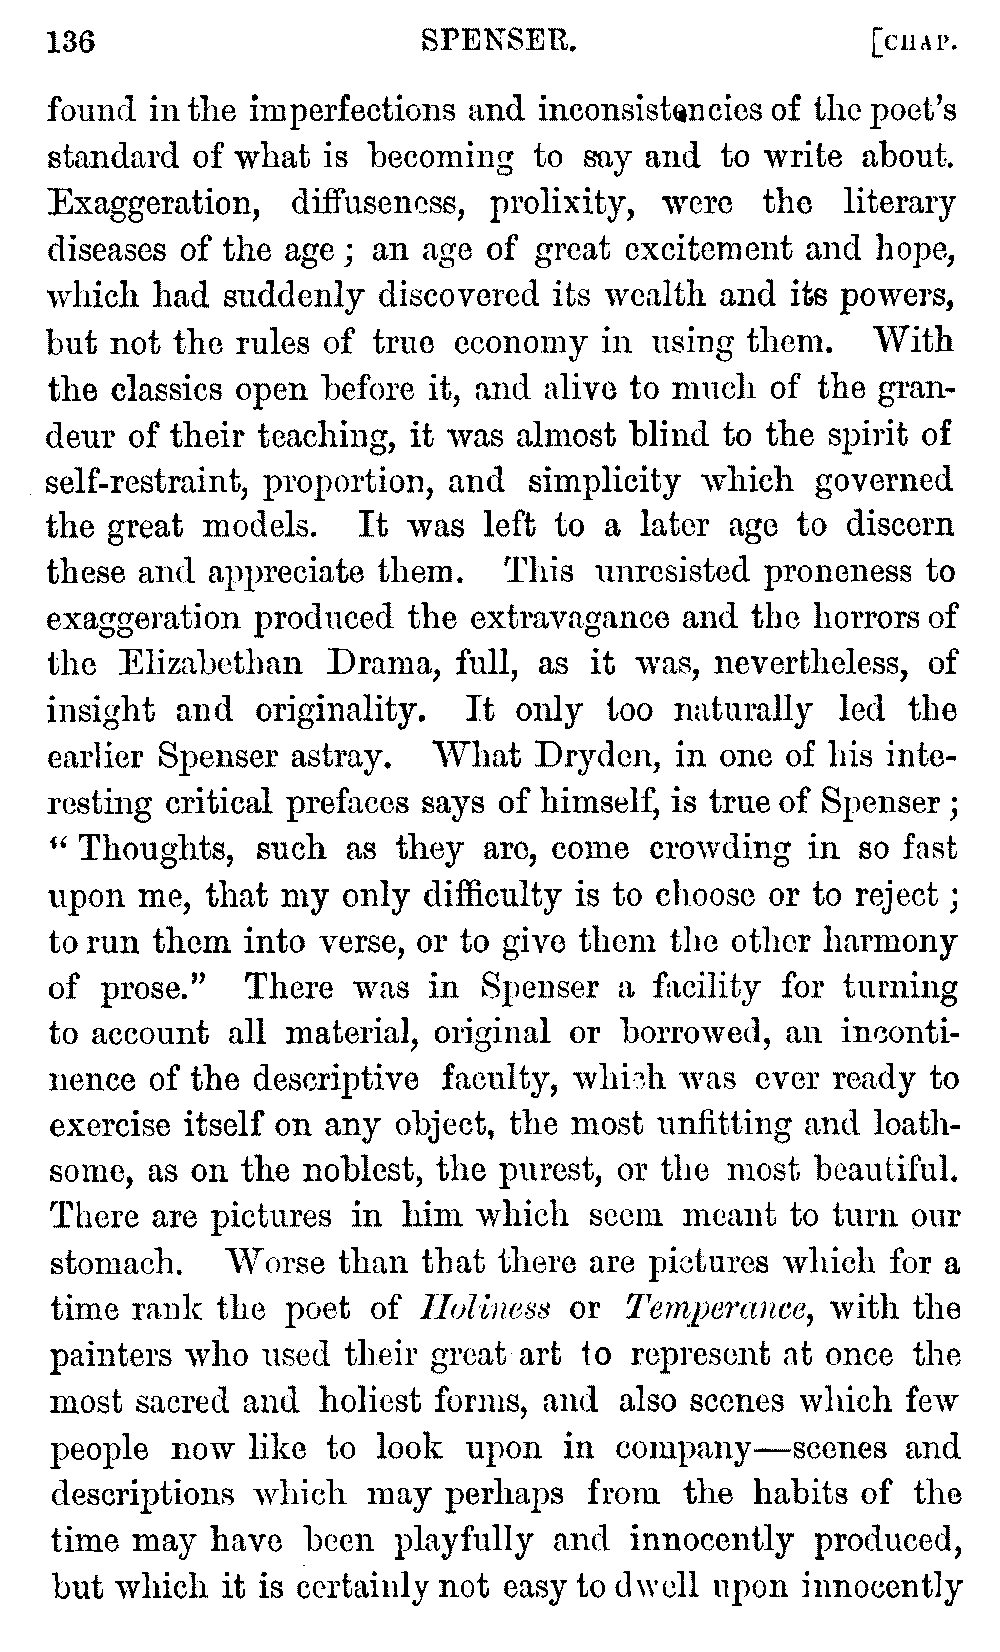 136 SPENSER. [CHAP.
found in the imperfections and inconsistencies of the poet's
standard of what is becoming to say and to write about.
Exaggeration, diffuseness, prolixity, were the literary
diseases of the age; an age of great excitement and hope,
which had suddenly discovered its wealth and its powers,
but not the rules of true economy in using them. With
the classics open before it, and alive to much of the gran-
deur of their teaching, it was almost blind to the spirit of
self-restraint, proportion, and simplicity which governed
the great models. It was left to a later age to discern
these and appreciate them. This unresisted proneness to
exaggeration produced the extravagance and the horrors of
the Elizabethan Drama, full, as it was, nevertheless, of
insight and originality. It only too naturally led the
earlier Spenser astray. What Dryden, in one of his inte-
resting critical prefaces says of himself, is true of Spenser;
"Thoughts, such as they are, come crowding in so fast
upon me, that my only difficulty is to choose or to reject;
to run them into verse, or to give them the other harmony
of prose." There was in Spenser a facility for turning
to account all material, original or borrowed, an inconti-
nence of the descriptive faculty, which was ever ready to
exercise itself on any object, the most unfitting and loath-
some, as on the noblest, the purest, or the most beautiful.
There are pictures in him which seem meant to turn our
stomach. Worse than that there are pictures which for a
time rank the poet of Holiness or Temperance, with the
painters who used their great art to represent at once the
most sacred and holiest forms, and also scenes which few
people now like to look upon in company—scenes and
descriptions which may perhaps from the habits of the
time may have been playfully and innocently produced,
but which it is certainly not easy to dwell upon innocently